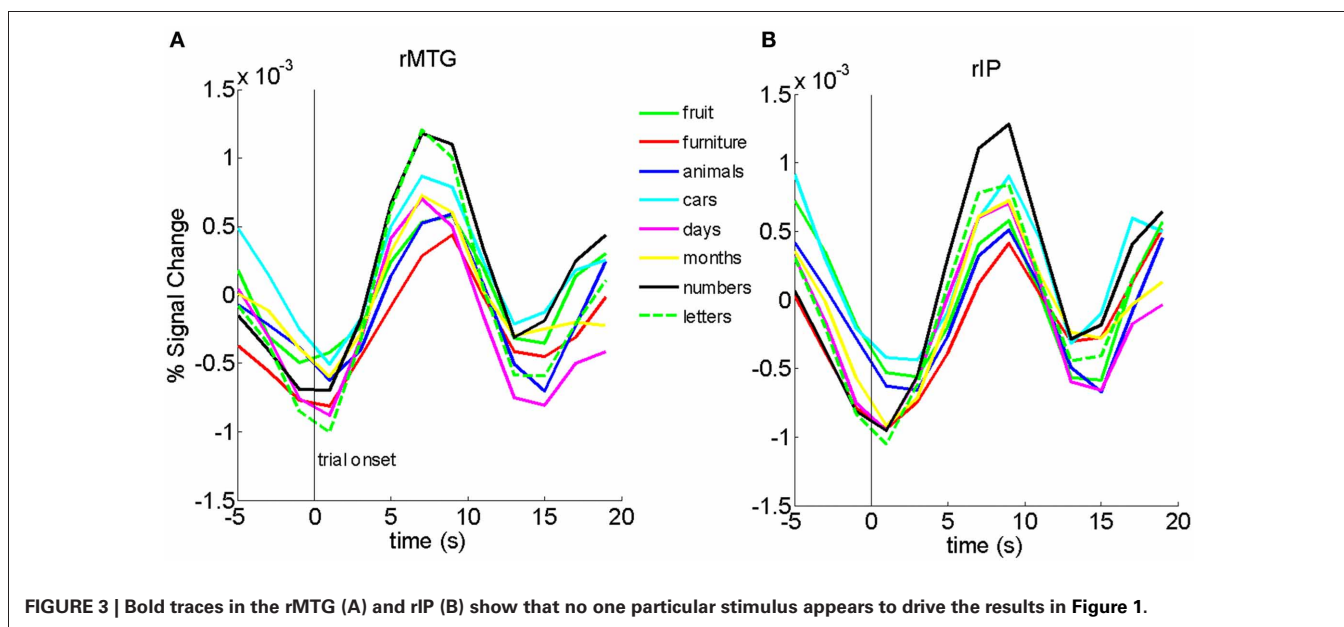 A
rMTG
x 10-3
1.5
1
0.5
0
-0.5
-1
-1.5
% Signal Change
trial onset
-5 0 5 10 15 20
time (s)
fruit
furniture
animals
cars
days
months
numbers
letters
B
rIP
x 10-3
1.5
1
0.5
0
-0.5
-1
-1.5
-5 0 5 10 15 20
time (s)
FIGURE 3 | Bold traces in the rMTG (A) and rIP (B) show that no one particular stimulus appears to drive the results in Figure 1.